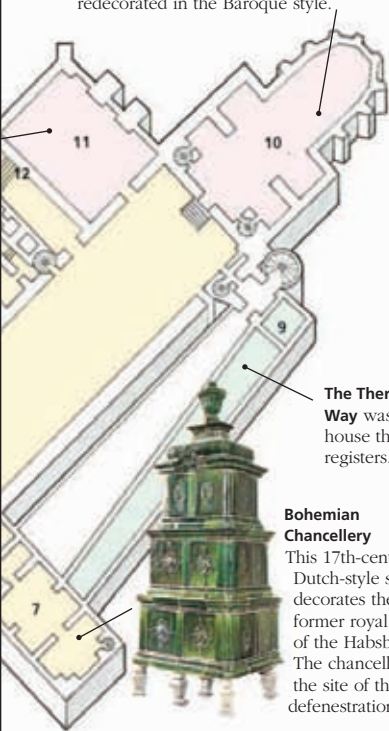 redecorated in the Baroque style.
11
10
12
9
The Ther
Way was
house th
registers.
Bohemian
Chancellery
This 17th-cent
Dutch-style s
decorates the
former royal
of the Habsb
The chancell
the site of th
defenestration
7